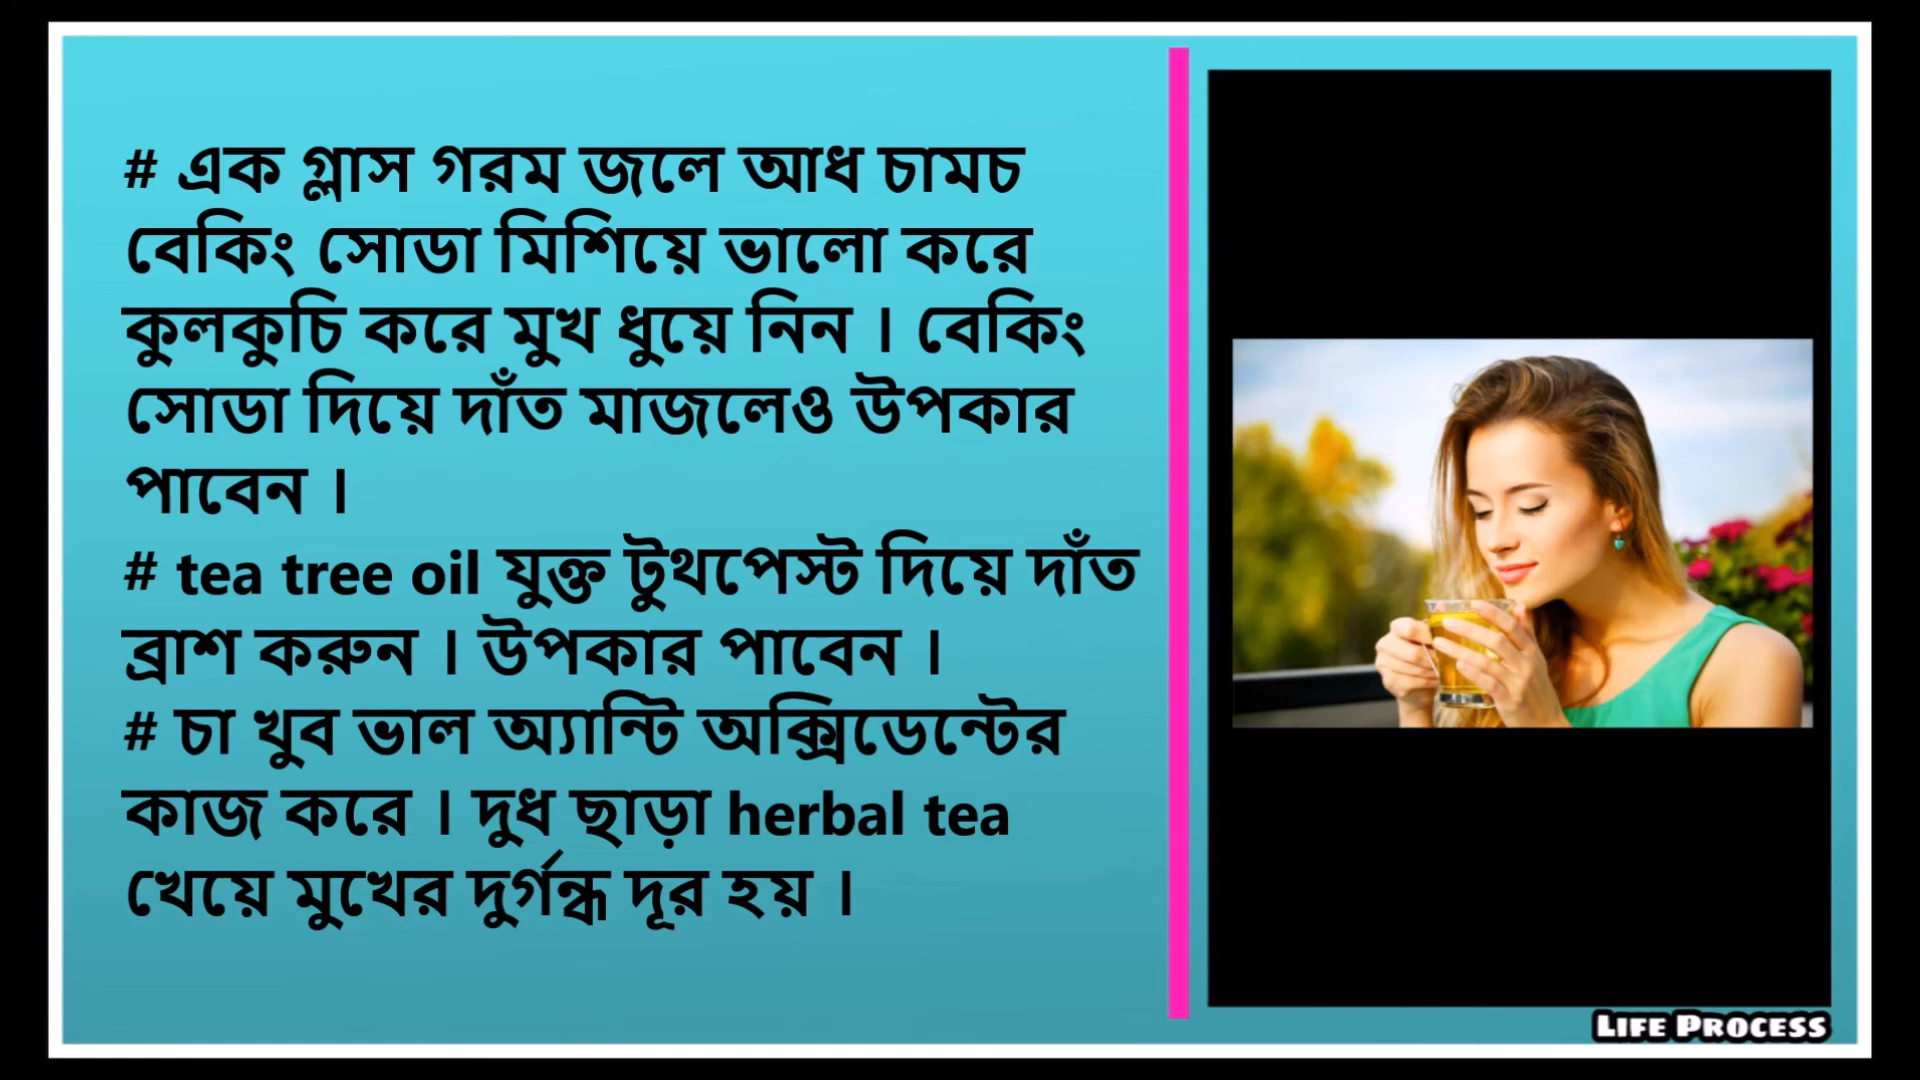 # এক গ্লাস গরম জলে আধ চামচ
বেকিং সোডা মিশিয়ে ভালো করে
কুলকুচি করে মুখ ধুয়ে নিন । বেকিং
সোডা দিয়ে দাঁত মাজলেও উপকার
পাবেন ।
# tea tree oil যুক্ত টুথপেস্ট দিয়ে দাঁত
ব্রাশ করুন । উপকার পাবেন ।
# চা খুব ভাল অ্যান্টি অক্সিডেন্টের
কাজ করে । দুধ ছাড়া herbal tea
খেয়ে মুখের দুর্গন্ধ দূর হয় ।
LIFE PROCESS